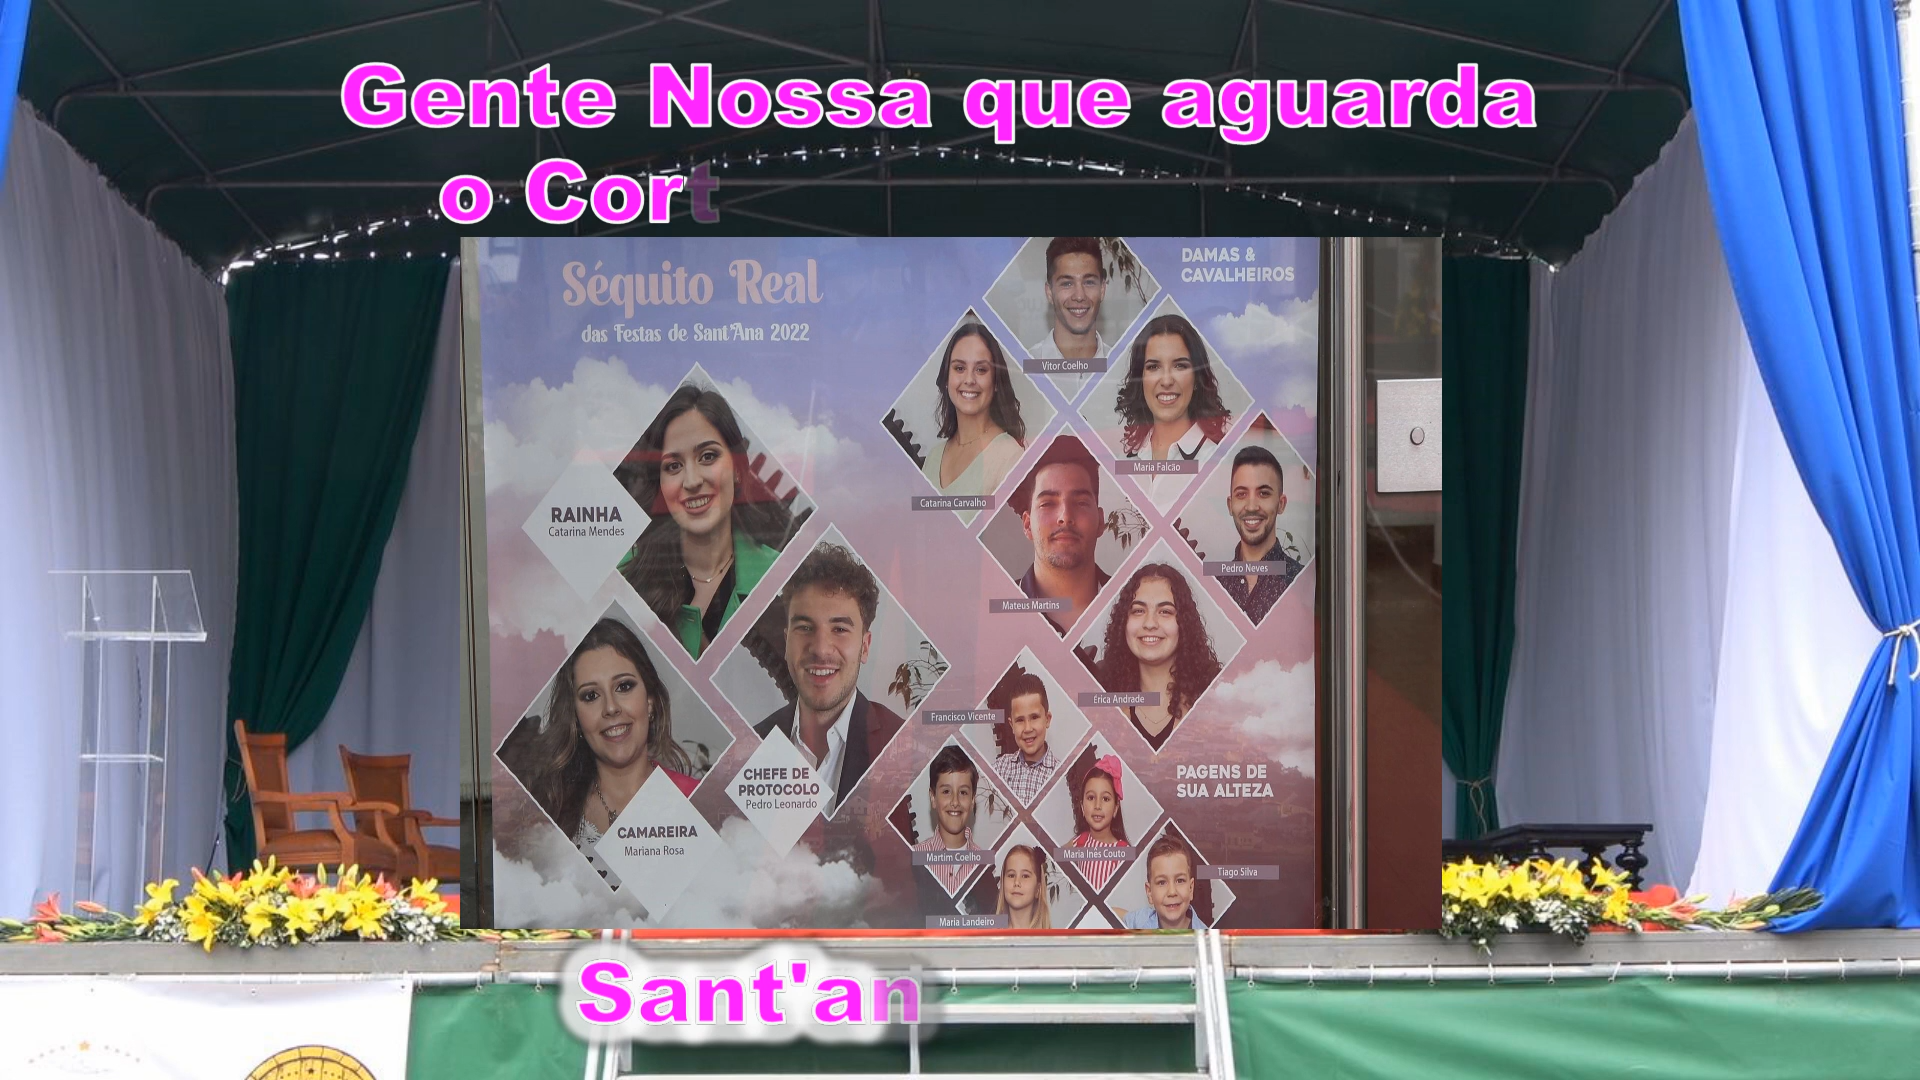 Gente Nossa que aguarda
o Cort
Séquito Real
das Festas de Sant'Ana 2022
DAMAS &
CAVALHEIROS
Vitor Coelho
Maria Falcão
Catarina Carvalho
RAINHA
Catarina Mendes
Pedro Neves
Mateus Martins
Érica Andrade
Francisco Vicente
CHEFE DE
PROTOCOLO
Pedro Leonardo
PAGENS DE
SUA ALTEZA
CAMAREIRA
Mariana Rosa
Martim Coelho
Maria Inês Couto
Tiago Silva
Maria Landeiro
Sant'an